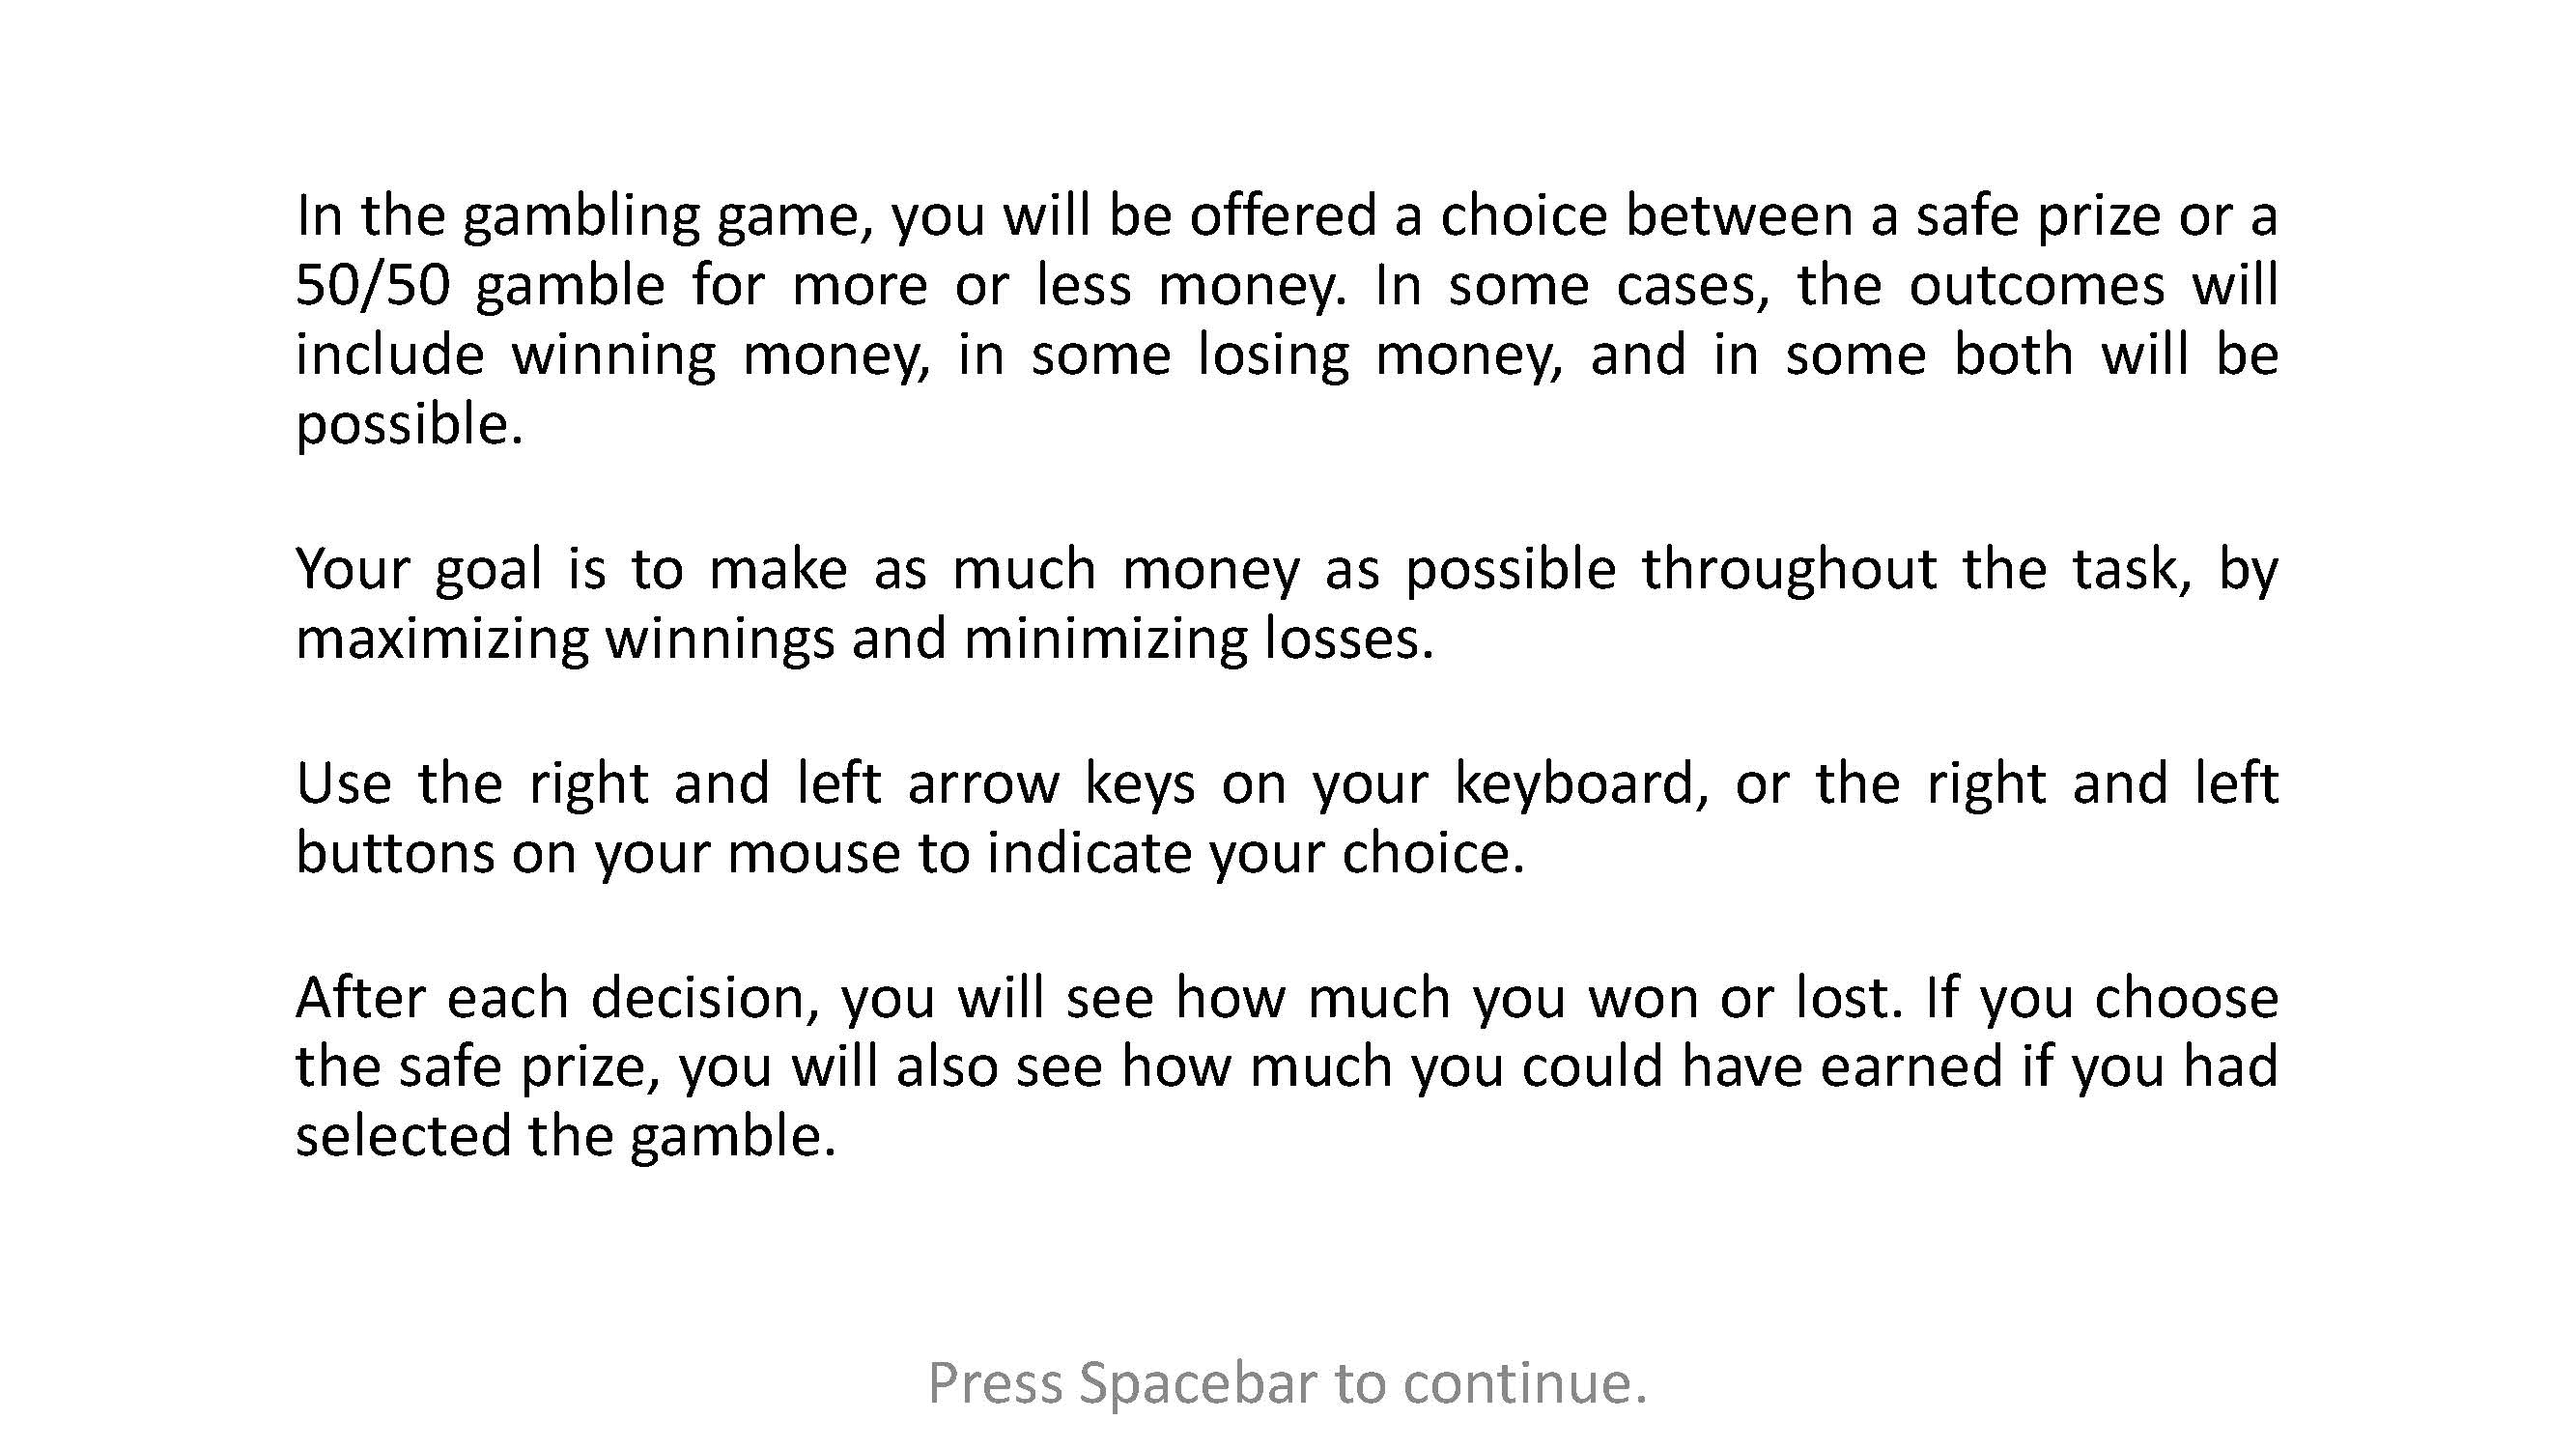 In the gambling game, you will be offered a choice between a safe prize or a
50/50 gamble for more or less money. In some cases, the outcomes will
include winning money, in some losing money, and in some both will be
possible.
Your goal is to make as much money as possible throughout the task, by
maximizing winnings and minimizing losses.
Use the right and left arrow keys on your keyboard, or the right and left
buttons on your mouse to indicate your choice.
After each decision, you will see how much you won or lost. If you choose
the safe prize, you will also see how much you could have earned if you had
selected the gamble.
Press Spacebar to continue.